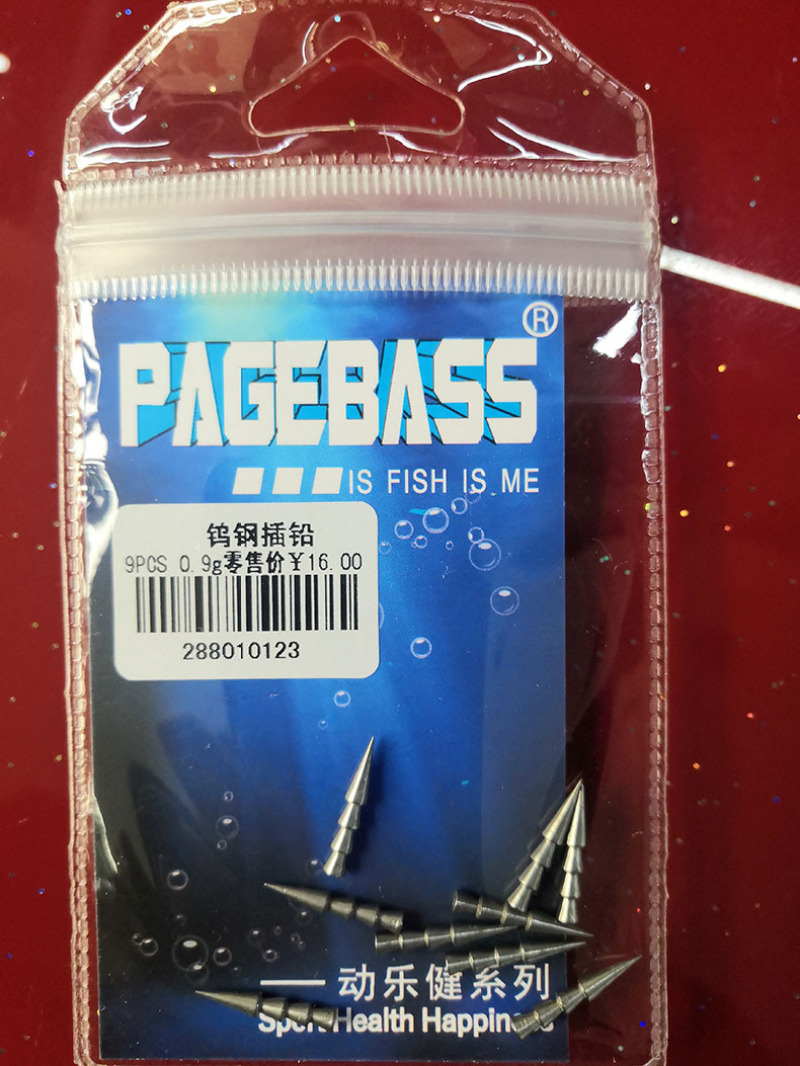 ®
PAGEBASS
IS FISH IS ME
钨钢插铅
9PCS 0.9g零售价¥16.00
288010123
动乐健系列
Health